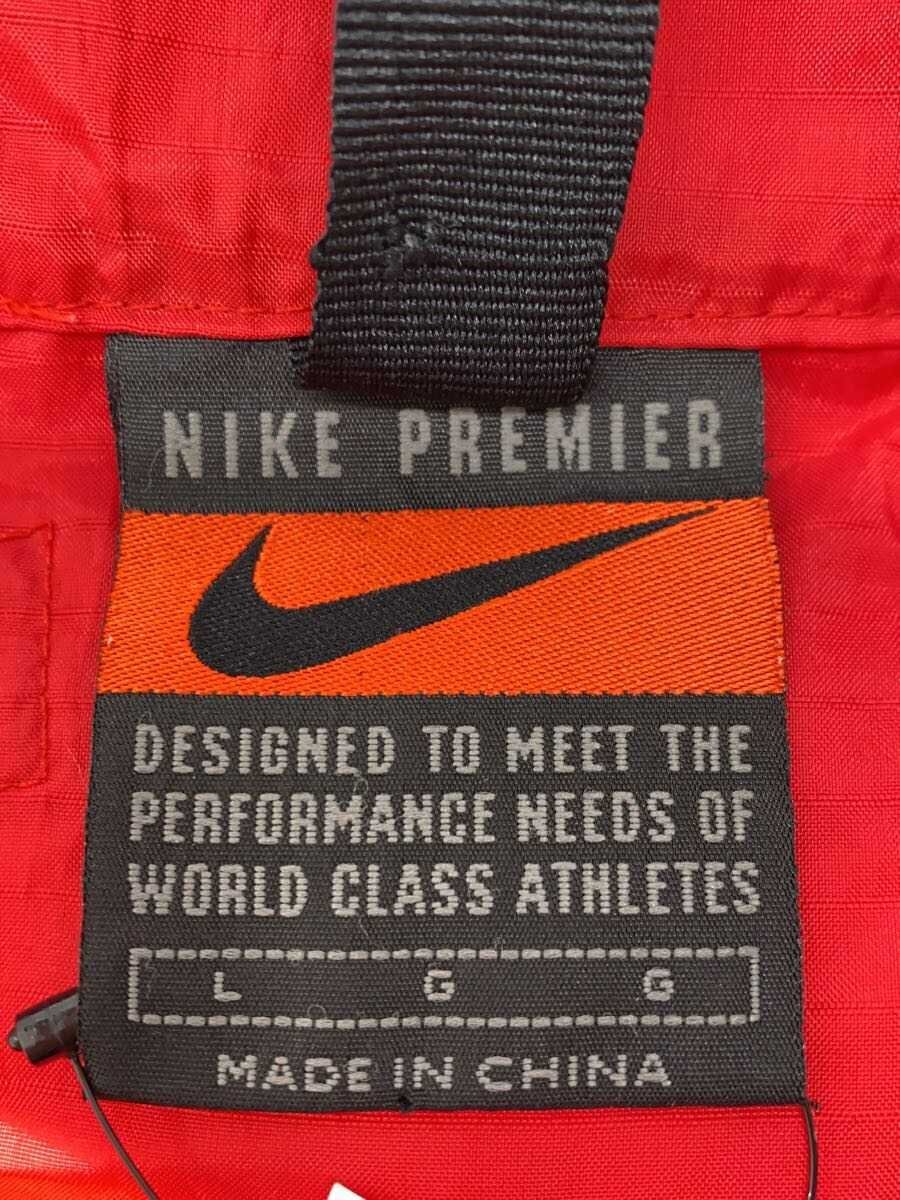 NIKE PREMIER
DESIGNED TO MEET THE
PERFORMANCE NEEDS OF
WORLD CLASS ATHLETES
L G G
MADE IN CHINA